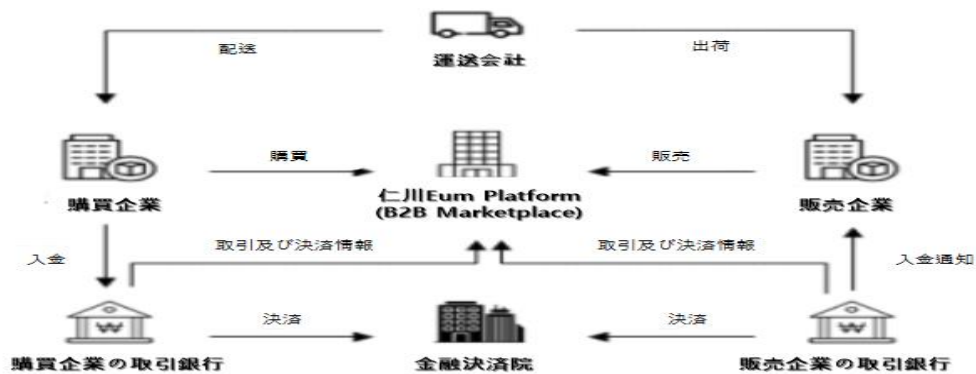 配送
出荷
運送会社
購買
販売
購買企業
仁川Eum Platform
(B2B Marketplace)
販売企業
入金
取引及び決済情報
取引及び決済情報
入金通知
W
W
決済
決済
購買企業の取引銀行
金融決済院
販売企業の取引銀行